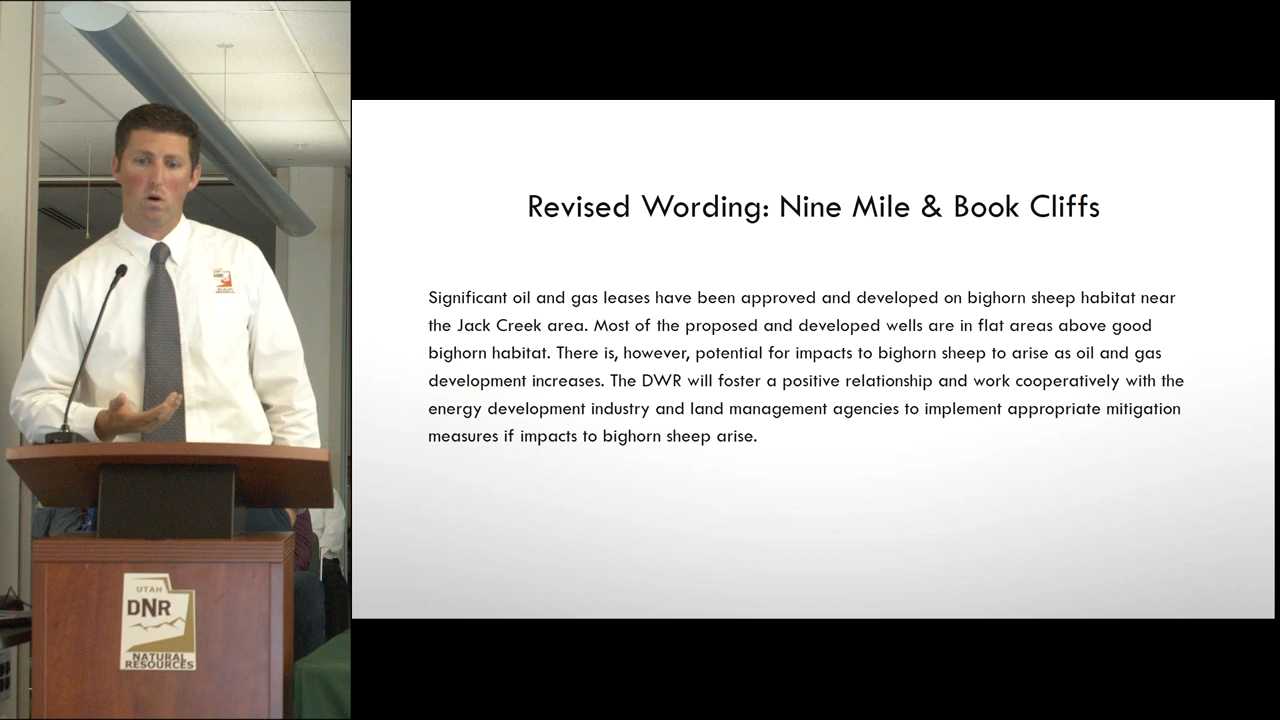 Revised Wording: Nine Mile & Book Cliffs
Significant oil and gas leases have been approved and developed on bighorn sheep habitat near
the Jack Creek area. Most of the proposed and developed wells are in flat areas above good
bighorn habitat. There is, however, potential for impacts to bighorn sheep to arise as oil and gas
development increases. The DWR will foster a positive relationship and work cooperatively with the
energy development industry and land management agencies to implement appropriate mitigation
measures if impacts to bighorn sheep arise.
UTAH
DNR
NATURAL
RESOURCES